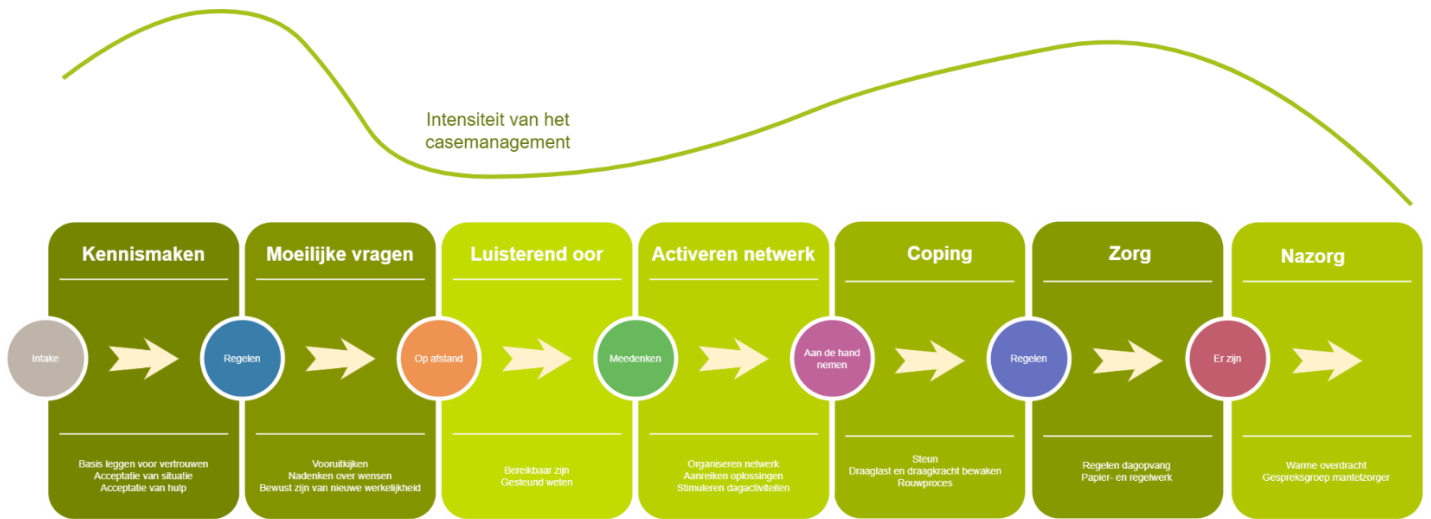 Intensiteit van het
casemanagement
Kennismaken
Moeilijke vragen
Luisterend oor
Activeren netwerk
Coping
Zorg
Nazorg
Intake
Regelen
Op afstand
Meedenken
Aan de hand
nemen
Regelen
Er zijn
Basis leggen voor vertrouwen
Acceptatie van situatie
Acceptatie van hulp
Vooruitkijken
Nadenken over wensen
Bewust zijn van nieuwe werkelijkheid
Bereikbaar zijn
Gesteund weten
Organiseren netwerk
Aanreiken oplossingen
Stimuleren dagactiviteiten
Steun
Draaglast en draagkracht bewaken
Rouwproces
Regelen dagopvang
Papier- en regelwerk
Warme overdracht
Gespreksgroep mantelzorger